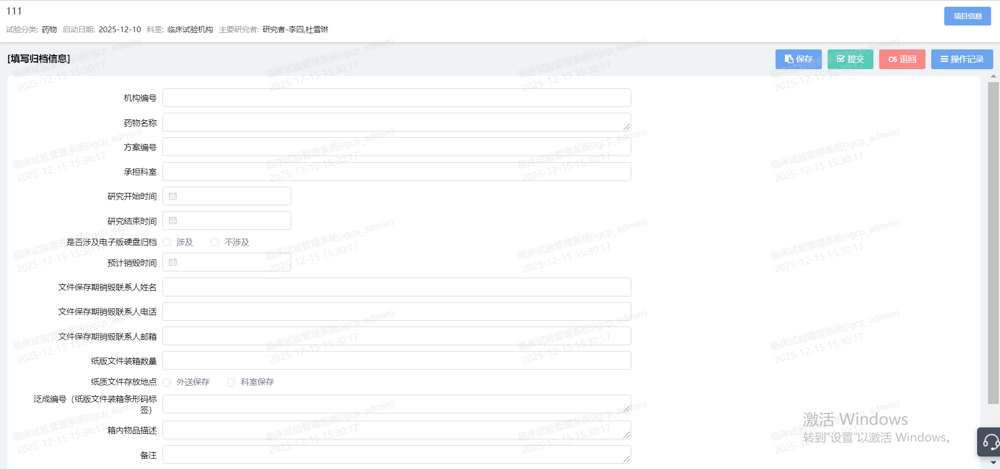 111
项目信息
试验分类: 药物 启动日期: 2025-12-10 科室: 临床试验机构 主要研究者: 研究者-李四,杜雪琳
[填写归档信息]
保存 提交 退回 操作记录
机构编号
药物名称
方案编号
承担科室
研究开始时间
研究结束时间
是否涉及电子版硬盘归档 涉及 不涉及
预计销毁时间
文件保存期销毁联系人姓名
文件保存期销毁联系人电话
文件保存期销毁联系人邮箱
纸版文件装箱数量
纸质文件存放地点 外送保存 科室保存
泛成编号（纸版文件装箱条形码标
签）
箱内物品描述
备注
临床试验管理系统(igcp_admin)
2025-12-15 15:30:17
激活 Windows
转到“设置”以激活 Windows。